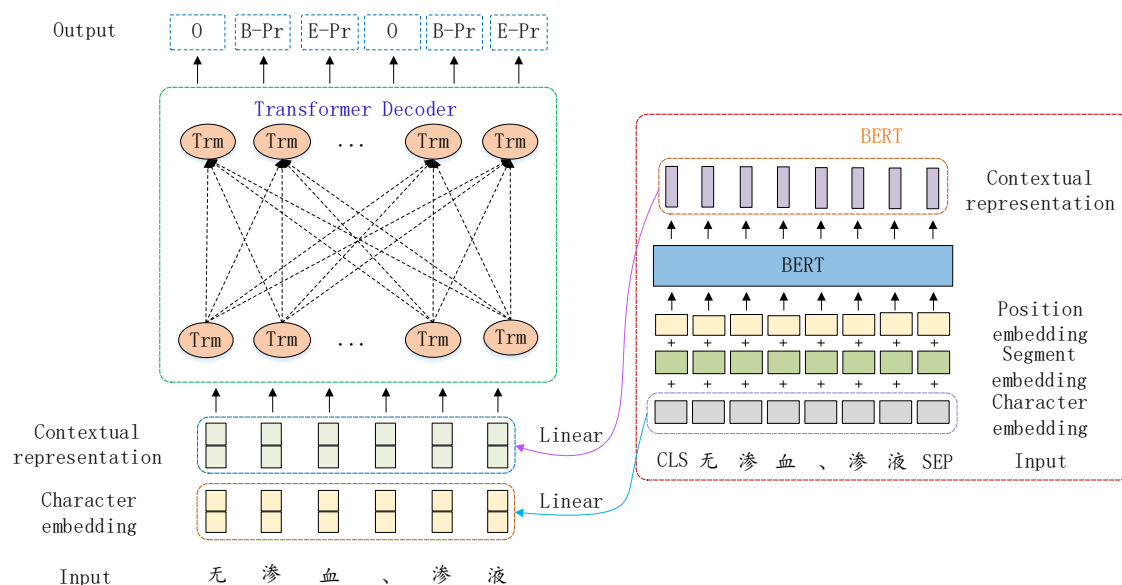 Output
O B-Pr E-Pr O B-Pr E-Pr
Transformer Decoder
Trm Trm ... Trm Trm
Trm Trm ... Trm Trm
Contextual
representation
Linear
Character
embedding
Linear
Input
无 渗 血 、 渗 液
BERT
Contextual
representation
BERT
Position
embedding
+ + + + + + + +
Segment
embedding
+ + + + + + + +
Character
embedding
CLS 无 渗 血 、 渗 液 SEP
Input